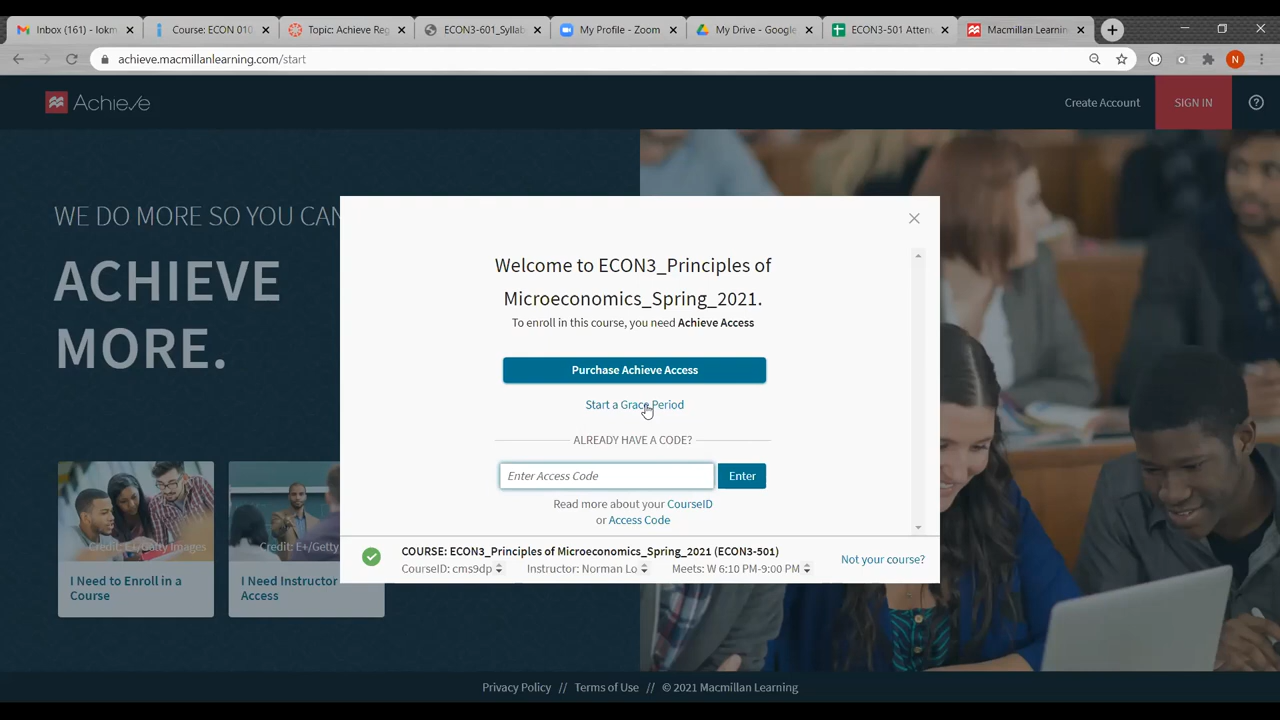 Inbox (161) - lokm
Course: ECON 010
Topic: Achieve Reg
ECON3-601_Syllab
My Profile - Zoom
My Drive - Google
ECON3-501 Atten
Macmillan Learnin
achieve.macmillanlearning.com/start
N
Achieve
Create Account
SIGN IN
WE DO MORE SO YOU CAN
ACHIEVE
MORE.
Credit: E+/Getty Images
Credit: E+/Getty
I Need to Enroll in a
Course
I Need Instructor
Access
Welcome to ECON3_Principles of
Microeconomics_Spring_2021.
To enroll in this course, you need Achieve Access
Purchase Achieve Access
Start a Grace Period
ALREADY HAVE A CODE?
Enter Access Code
Enter
Read more about your CourseID
or Access Code
COURSE: ECON3_Principles of Microeconomics_Spring_2021 (ECON3-501)
CourseID: cms9dp
Instructor: Norman Lo
Meets: W 6:10 PM-9:00 PM
Not your course?
Privacy Policy // Terms of Use // © 2021 Macmillan Learning